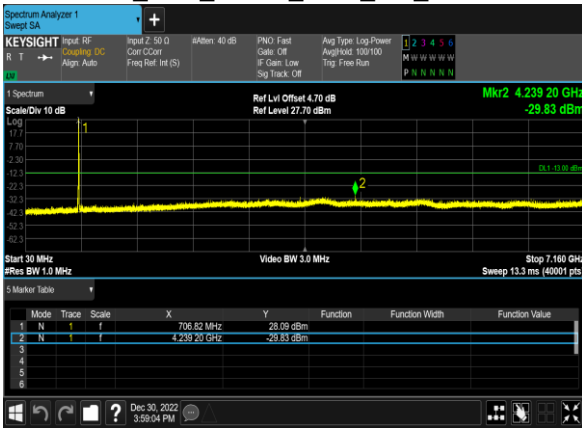 Spectrum Analyzer 1
Swept SA
+
KEYSIGHT Input: RF Input Z: 50 Ω #Atten: 40 dB PNO: Fast Avg Type: Log-Power 1 2 3 4 5 6
R T Coupling: DC Corr CCorr Gate: Off Avg|Hold: 100/100 M W W W W W
Align: Auto Freq Ref: Int (S) IF Gain: Low Trig: Free Run
LU Sig Track: Off P N N N N N
1 Spectrum Ref Lvl Offset 4.70 dB Mkr2 4.239 20 GHz
Scale/Div 10 dB Ref Level 27.70 dBm -29.83 dBm
Log
17.7
7.70
-2.30
-12.3 DL1 -13.00 dBm
-22.3
-32.3
-42.3
-52.3
-62.3
1
2
Start 30 MHz Video BW 3.0 MHz Stop 7.160 GHz
#Res BW 1.0 MHz Sweep 13.3 ms (40001 pts
5 Marker Table
Mode Trace Scale X Y Function Function Width Function Value
1 N 1 f 706.82 MHz 28.09 dBm
2 N 1 f 4.239 20 GHz -29.83 dBm
3
4
5
6
? Dec 30, 2022
3:59:04 PM